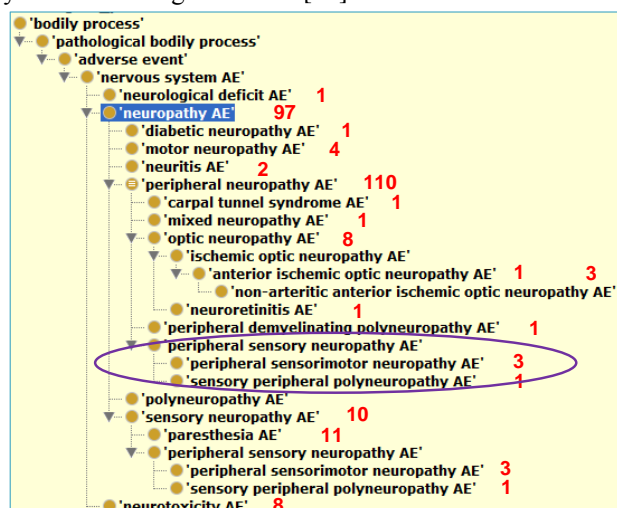 'bodily process'
'pathological bodily process'
'adverse event'
'nervous system AE'
'neurological deficit AE' 1
'neuropathy AE' 97
'diabetic neuropathy AE' 1
'motor neuropathy AE' 4
'neuritis AE' 2
'peripheral neuropathy AE' 110
'carpal tunnel syndrome AE' 1
'mixed neuropathy AE' 1
'optic neuropathy AE' 8
'ischemic optic neuropathy AE'
'anterior ischemic optic neuropathy AE' 1 3
'non-arteritic anterior ischemic optic neuropathy AE'
'neuroretinitis AE' 1
'peripheral demyelinating polyneuropathy AE' 1
'peripheral sensory neuropathy AE'
'peripheral sensorimotor neuropathy AE' 3
'sensory peripheral polyneuropathy AE' 1
'polyneuropathy AE'
'sensory neuropathy AE' 10
'paresthesia AE' 11
'peripheral sensory neuropathy AE'
'peripheral sensorimotor neuropathy AE' 3
'sensory peripheral polyneuropathy AE' 1
'neurotoxicity AE' 8